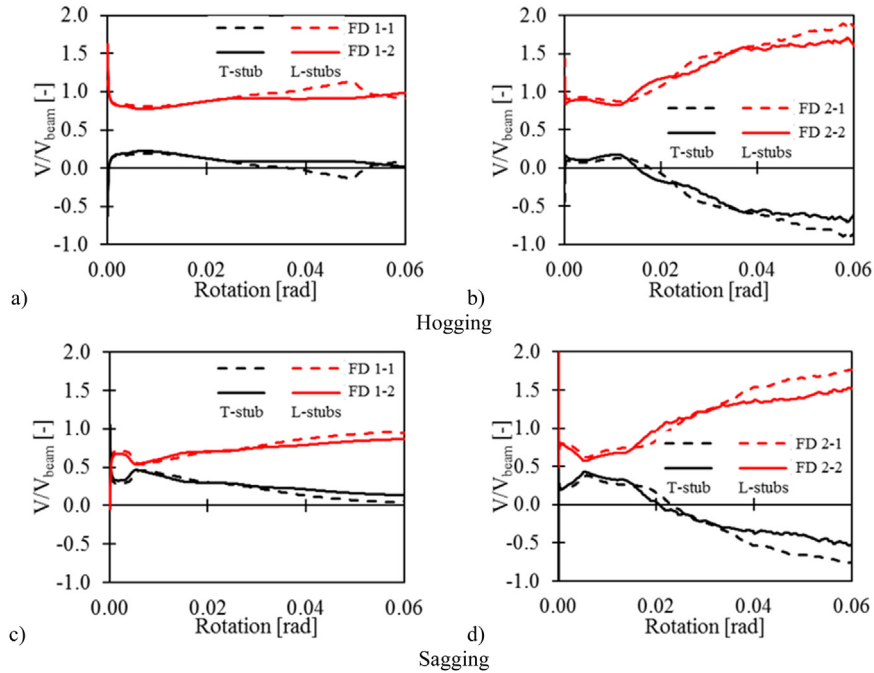 2.0
1.5
1.0
0.5
0.0
-0.5
-1.0
V/Vbeam [-]
FD 1-1
FD 1-2
T-stub L-stubs
0.00 0.02 0.04 0.06
Rotation [rad]
a)
2.0
1.5
1.0
0.5
0.0
-0.5
-1.0
V/Vbeam [-]
FD 2-1
FD 2-2
T-stub L-stubs
0.00 0.02 0.04 0.06
Rotation [rad]
b)
Hogging
2.0
1.5
1.0
0.5
0.0
-0.5
-1.0
V/Vbeam [-]
FD 1-1
FD 1-2
T-stub L-stubs
0.00 0.02 0.04 0.06
Rotation [rad]
c)
2.0
1.5
1.0
0.5
0.0
-0.5
-1.0
V/Vbeam [-]
FD 2-1
FD 2-2
T-stub L-stubs
0.00 0.02 0.04 0.06
Rotation [rad]
d)
Sagging